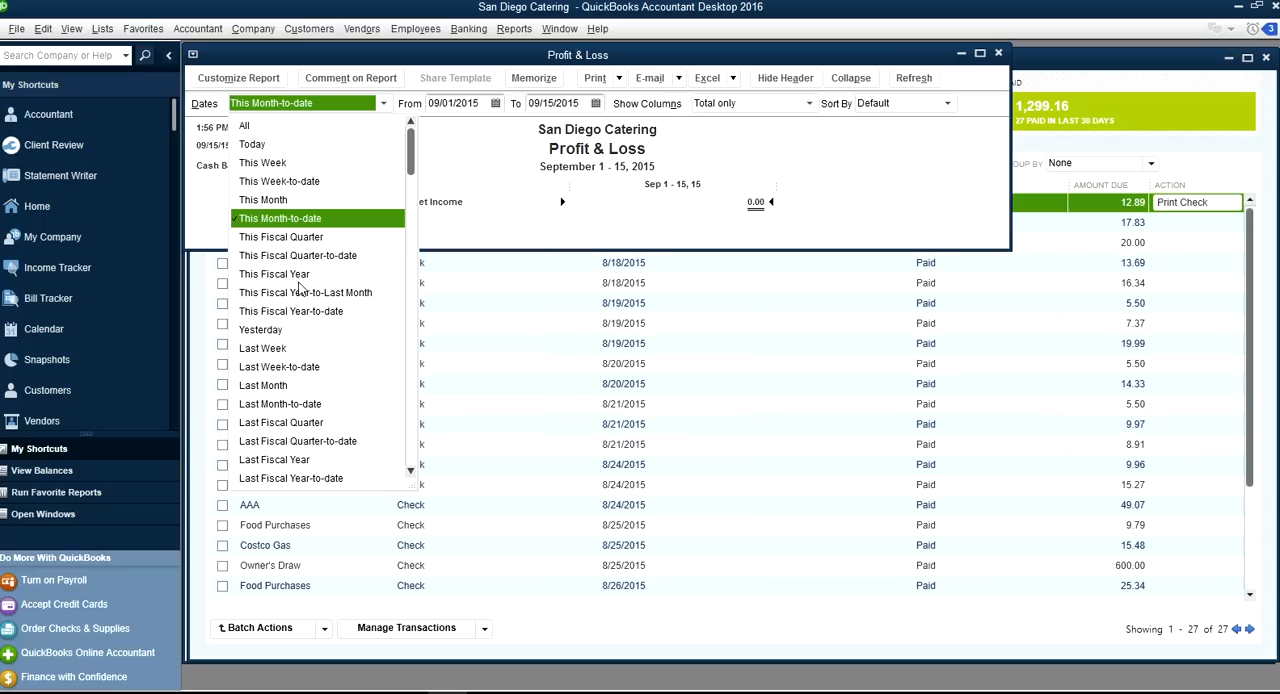 San Diego Catering - QuickBooks Accountant Desktop 2016
File Edit View Lists Favorites Accountant Company Customers Vendors Employees Banking Reports Window Help
3
Search Company or Help
My Shortcuts
Accountant
Client Review
Statement Writer
Home
My Company
Income Tracker
Bill Tracker
Calendar
Snapshots
Customers
Vendors
My Shortcuts
View Balances
Run Favorite Reports
Open Windows
Do More With QuickBooks
Turn on Payroll
Accept Credit Cards
Order Checks & Supplies
QuickBooks Online Accountant
Finance with Confidence
Profit & Loss
Customize Report Comment on Report Share Template Memorize Print E-mail Excel Hide Header Collapse Refresh
Dates This Month-to-date From 09/01/2015 To 09/15/2015 Show Columns Total only Sort By Default
1:56 PM
09/15/15
Cash B
San Diego Catering
Profit & Loss
September 1 - 15, 2015
Sep 1 - 15, 15
et Income 0.00
All
Today
This Week
This Week-to-date
This Month
This Month-to-date
This Fiscal Quarter
This Fiscal Quarter-to-date
This Fiscal Year
This Fiscal Year-to-Last Month
This Fiscal Year-to-date
Yesterday
Last Week
Last Week-to-date
Last Month
Last Month-to-date
Last Fiscal Quarter
Last Fiscal Quarter-to-date
Last Fiscal Year
Last Fiscal Year-to-date
AID
1,299.16
27 PAID IN LAST 30 DAYS
OUP BY None
AMOUNT DUE ACTION
12.89 Print Check
17.83
20.00
k 8/18/2015 Paid 13.69
k 8/18/2015 Paid 16.34
k 8/19/2015 Paid 5.50
k 8/19/2015 Paid 7.37
k 8/19/2015 Paid 19.99
k 8/20/2015 Paid 5.50
k 8/20/2015 Paid 14.33
k 8/21/2015 Paid 5.50
k 8/21/2015 Paid 9.97
k 8/21/2015 Paid 8.91
k 8/24/2015 Paid 9.96
k 8/24/2015 Paid 15.27
AAA Check 8/24/2015 Paid 49.07
Food Purchases Check 8/25/2015 Paid 9.79
Costco Gas Check 8/25/2015 Paid 15.48
Owner's Draw Check 8/25/2015 Paid 600.00
Food Purchases Check 8/26/2015 Paid 25.34
Batch Actions Manage Transactions Showing 1 - 27 of 27